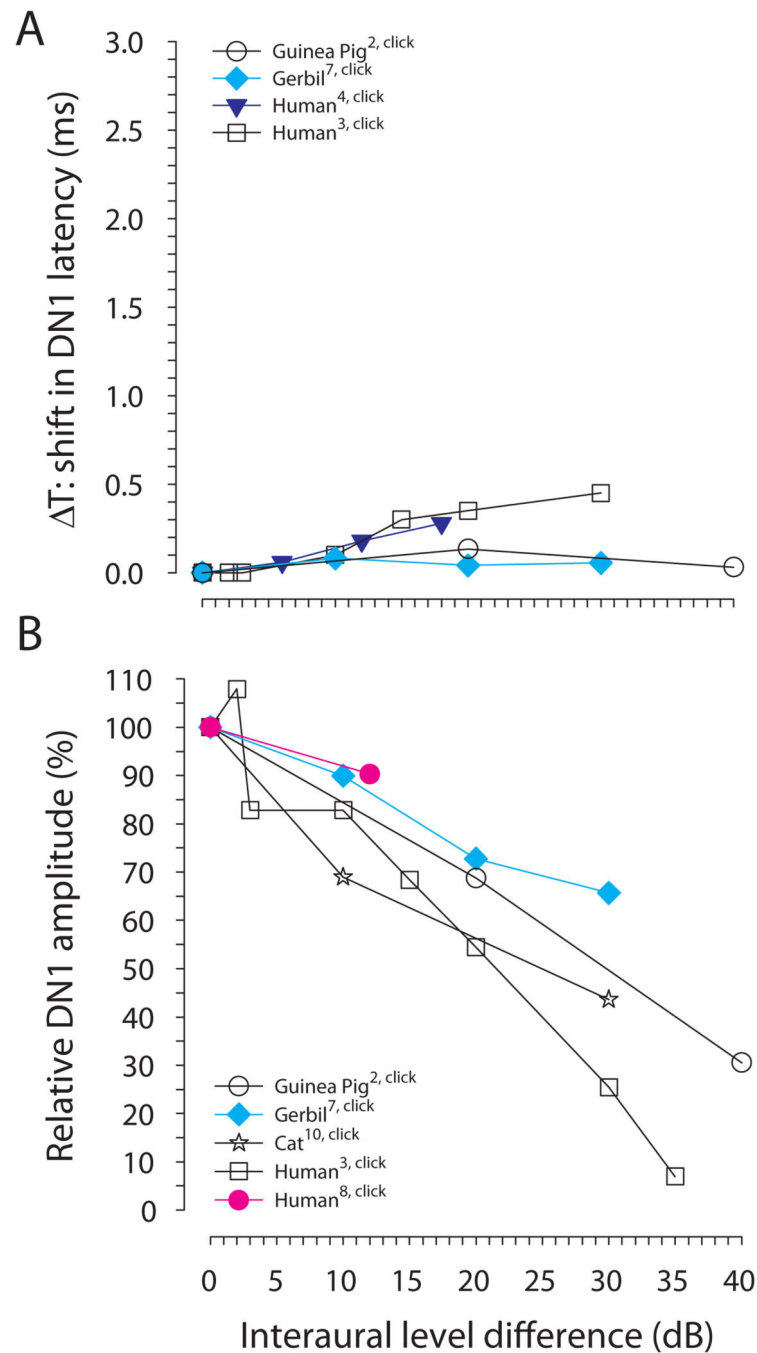 A
ΔT: shift in DN1 latency (ms)
3.0
2.5
2.0
1.5
1.0
0.5
0.0
Guinea Pig2, click
Gerbil7, click
Human4, click
Human3, click
B
Relative DN1 amplitude (%)
110
100
90
80
70
60
50
40
30
20
10
0
Guinea Pig2, click
Gerbil7, click
Cat10, click
Human3, click
Human8, click
0 5 10 15 20 25 30 35 40
Interaural level difference (dB)